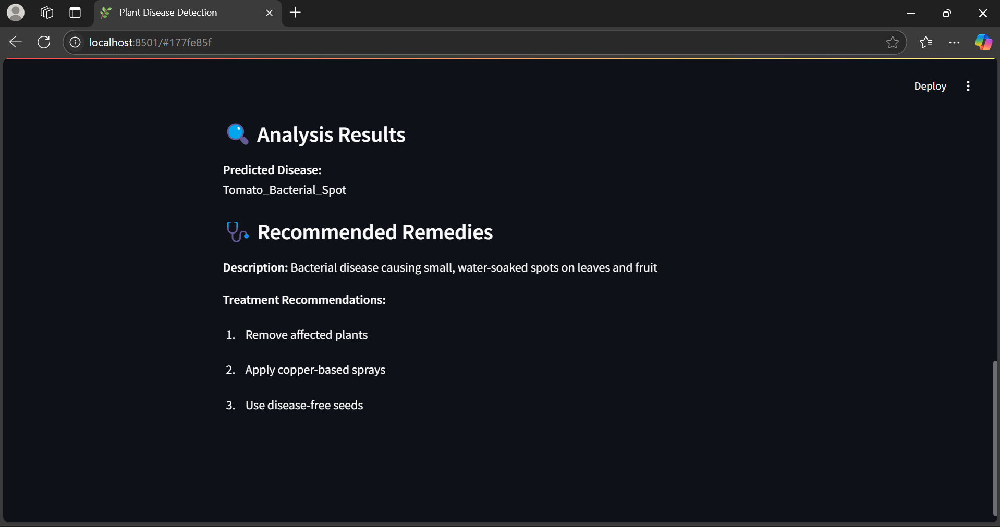 Plant Disease Detection
localhost:8501/#177fe85f
Deploy
Analysis Results
Predicted Disease:
Tomato_Bacterial_Spot
Recommended Remedies
Description: Bacterial disease causing small, water-soaked spots on leaves and fruit
Treatment Recommendations:
1. Remove affected plants
2. Apply copper-based sprays
3. Use disease-free seeds